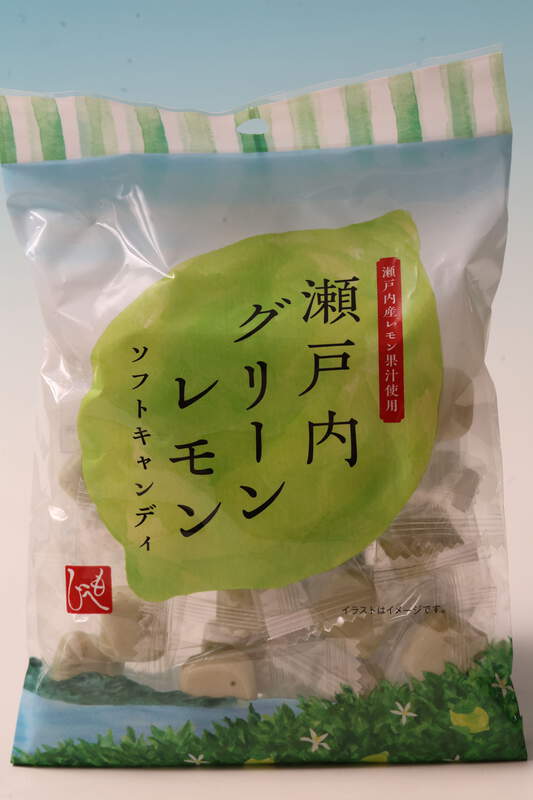 瀬戸内産レモン果汁使用
瀬戸内
グリーン
レモン
ソフトキャンディ
もへじ
イラストはイメージです。